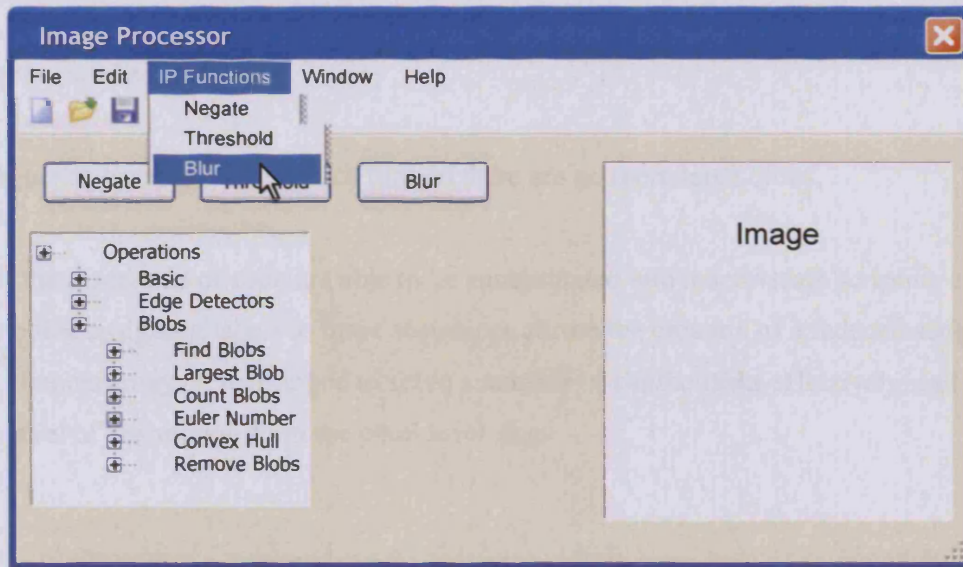 Image Processor
File Edit IP Functions Window Help
Negate
Threshold
Blur
Negate Threshold Blur
Image
Operations
Basic
Edge Detectors
Blobs
Find Blobs
Largest Blob
Count Blobs
Euler Number
Convex Hull
Remove Blobs